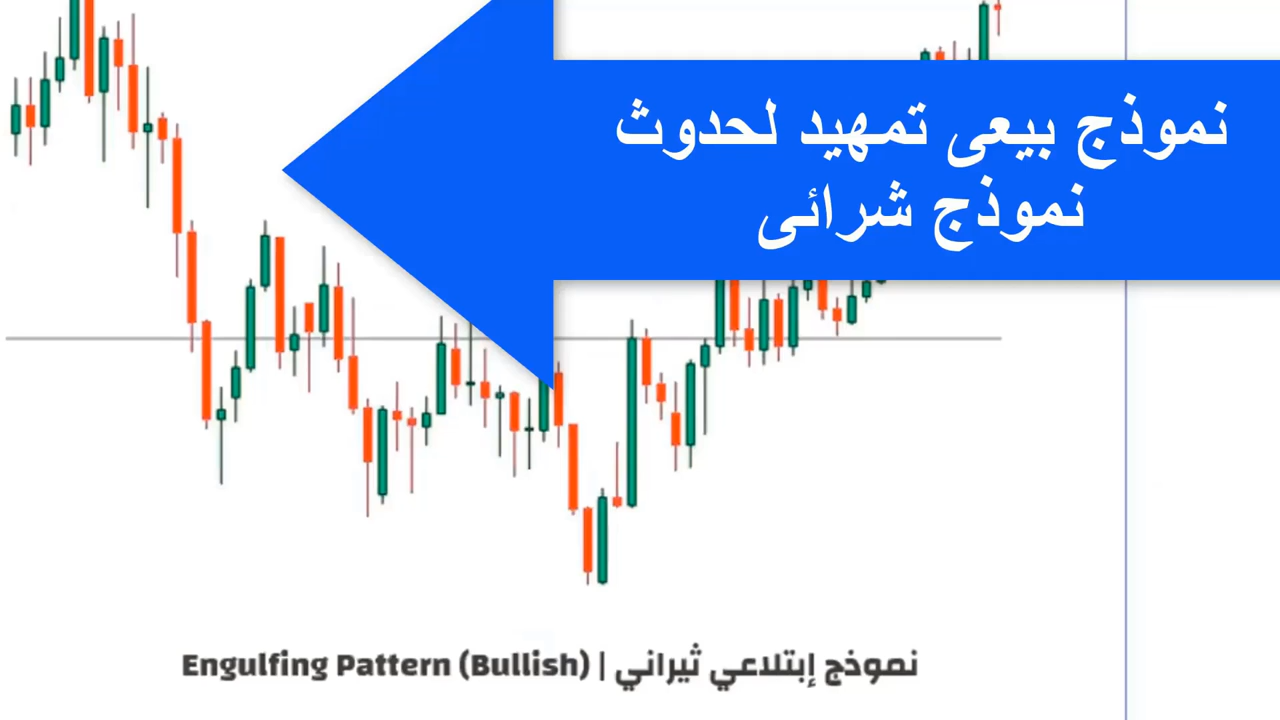 نموذج بيعى تمهيد لحدوث
نموذج شرائى
Engulfing Pattern (Bullish) | نموذج إبتلاعي ثيراني